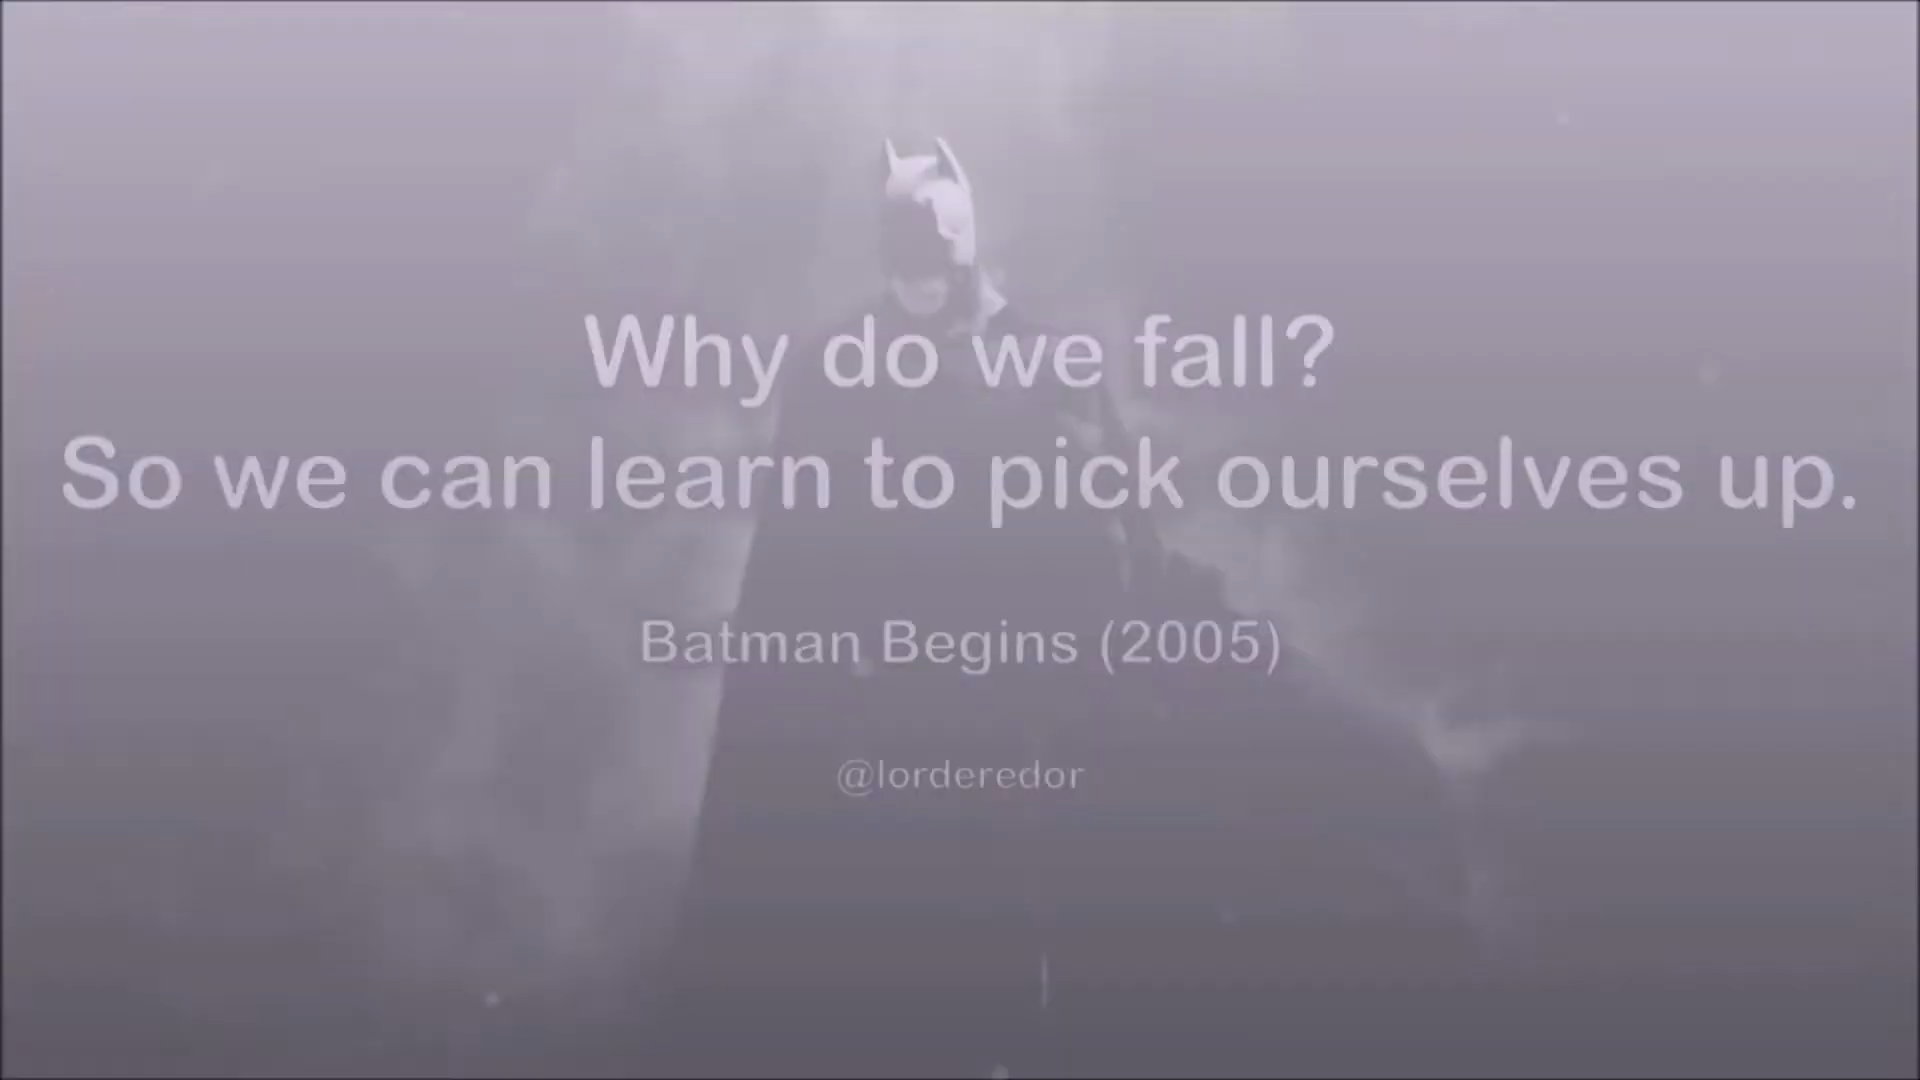 Why do we fall?
So we can learn to pick ourselves up.
Batman Begins (2005)
@lorderedor